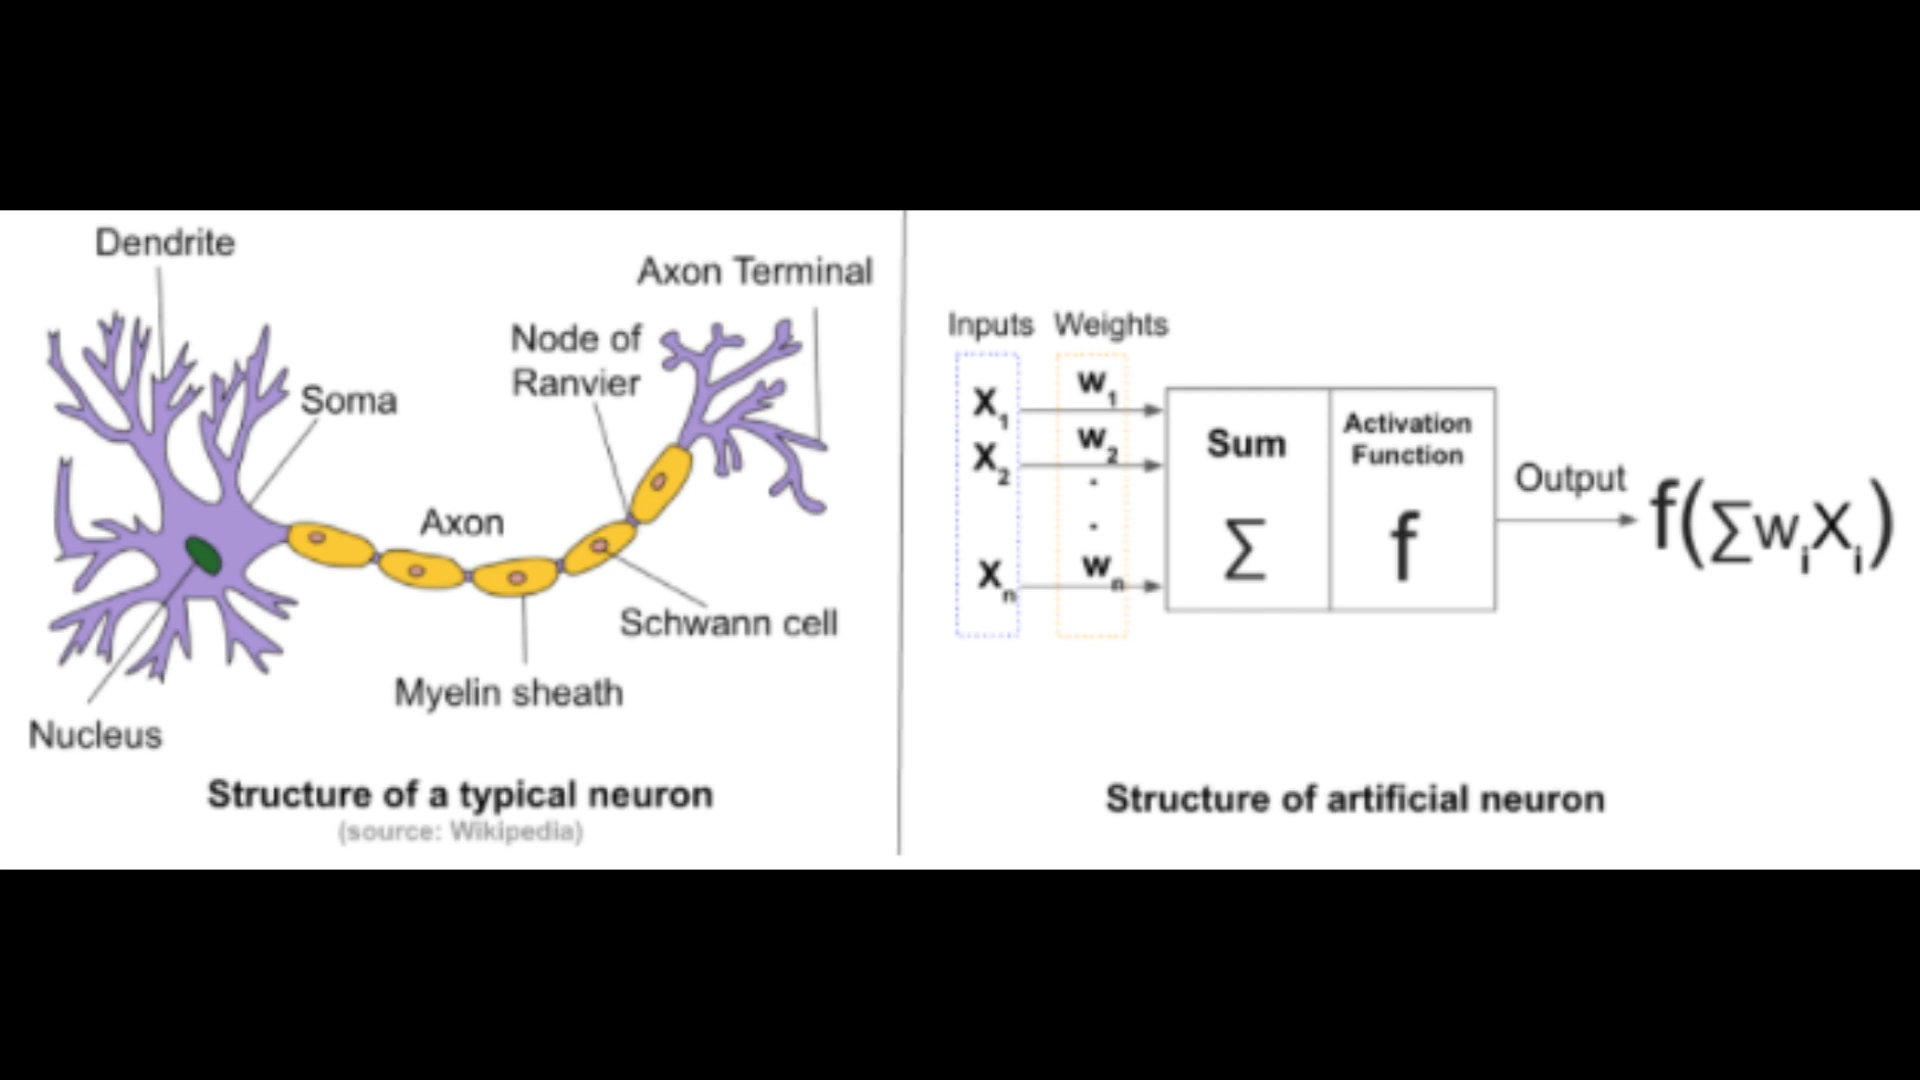 Dendrite
Axon Terminal
Node of
Ranvier
Soma
Axon
Schwann cell
Myelin sheath
Nucleus
Structure of a typical neuron
(source: Wikipedia)
Inputs Weights
X1 w1
X2 w2
.
.
Xn wn
Sum
Σ
Activation
Function
f
Output
f(∑wiXi)
Structure of artificial neuron